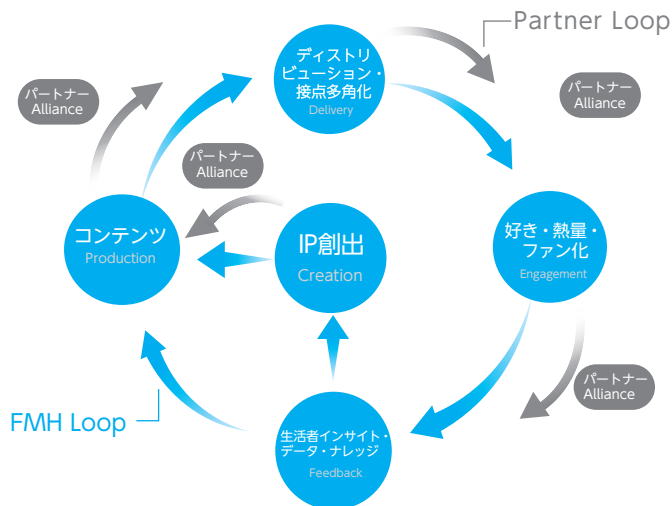 Partner Loop
ディストリ
ビューション・
接点多角化
Delivery
パートナー
Alliance
パートナー
Alliance
パートナー
Alliance
コンテンツ
Production
IP創出
Creation
好き・熱量・
ファン化
Engagement
パートナー
Alliance
FMH Loop
生活者インサイト・
データ・ナレッジ
Feedback